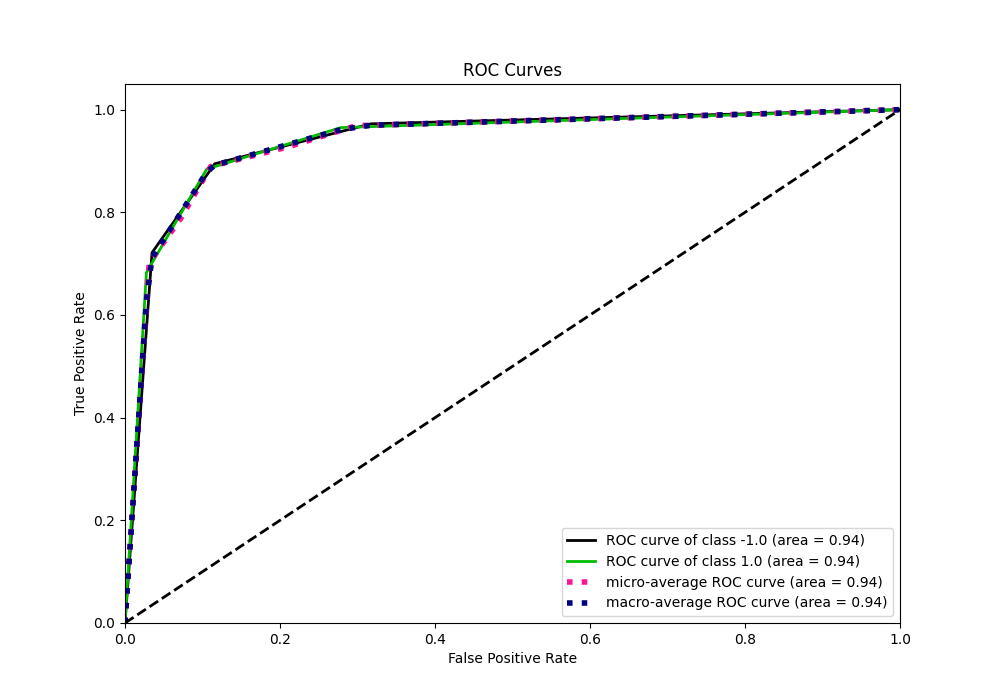 ROC Curves
1.0
0.8
0.6
0.4
0.2
0.0
True Positive Rate
0.0 0.2 0.4 0.6 0.8 1.0
False Positive Rate
ROC curve of class -1.0 (area = 0.94)
ROC curve of class 1.0 (area = 0.94)
micro-average ROC curve (area = 0.94)
macro-average ROC curve (area = 0.94)